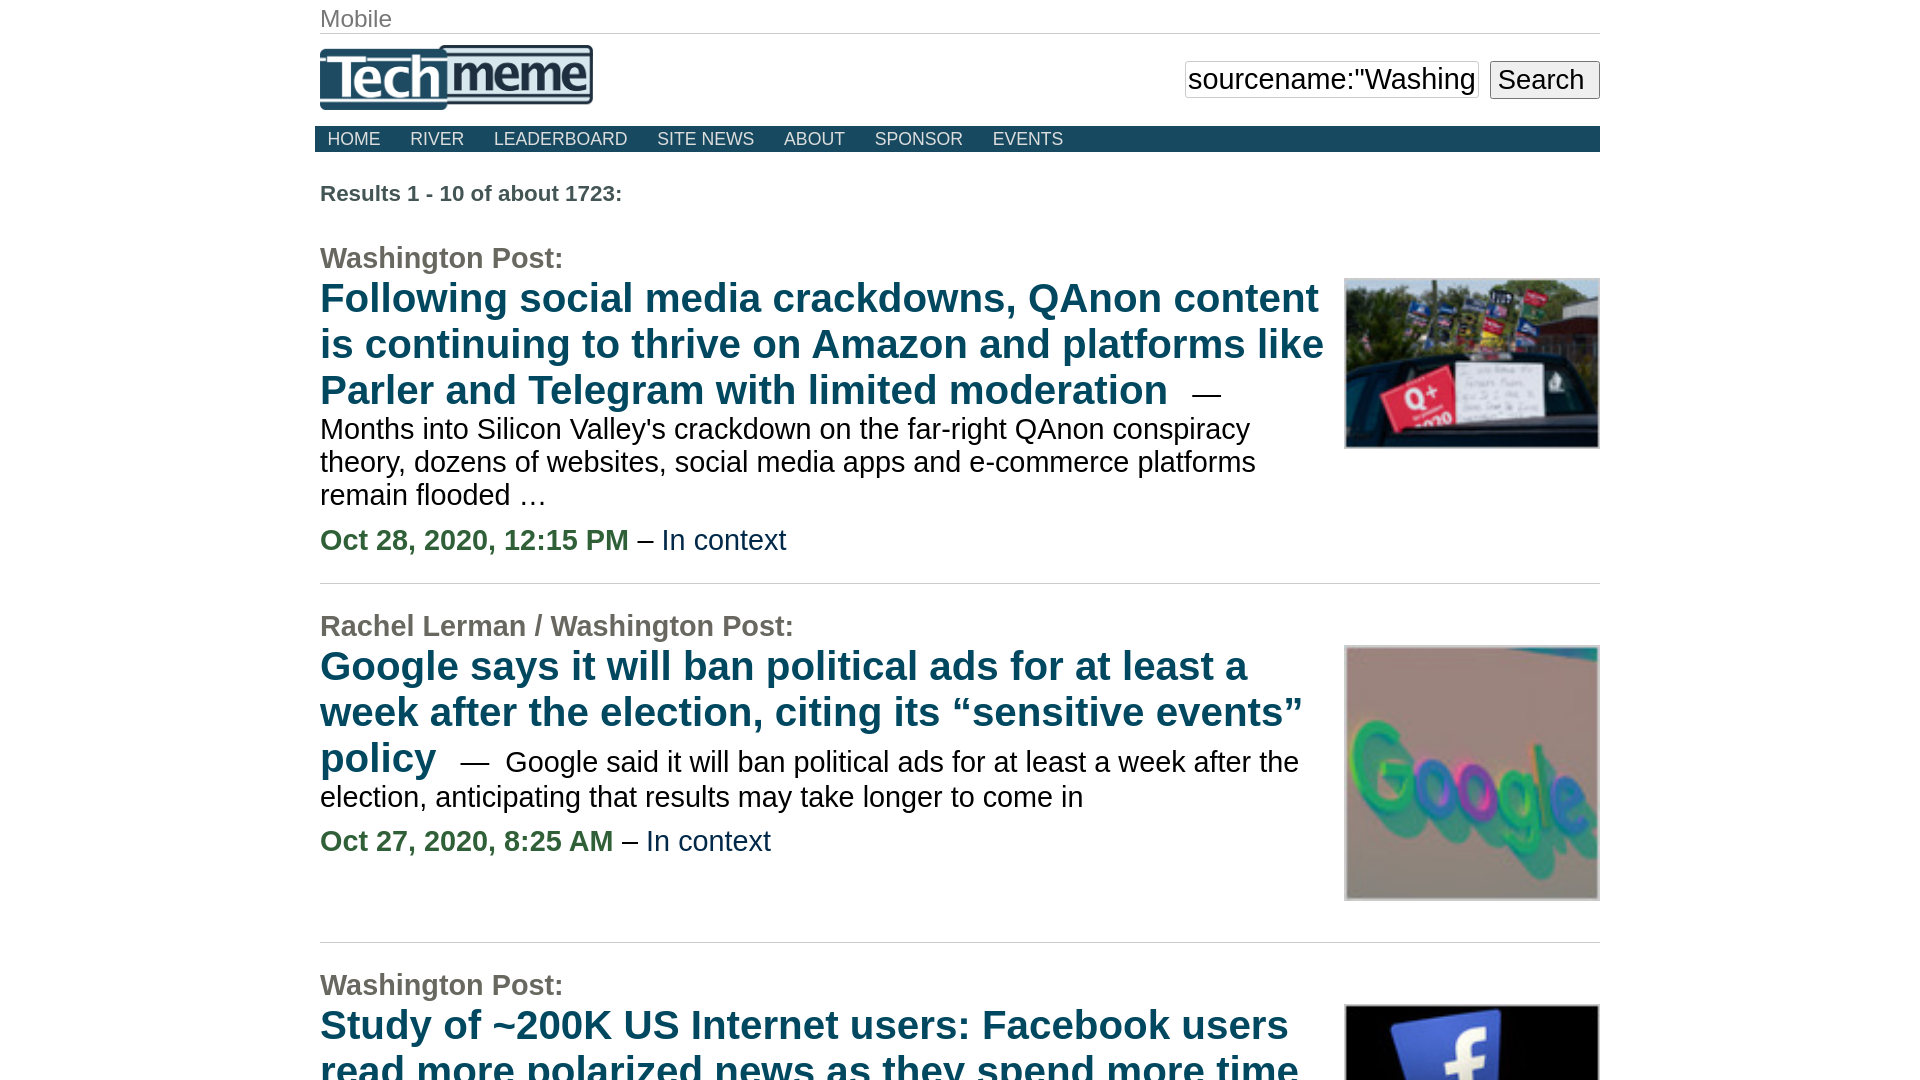 Mobile
Techmeme
sourcename:"Washing
Search
HOME RIVER LEADERBOARD SITE NEWS ABOUT SPONSOR EVENTS
Results 1 - 10 of about 1723:
Washington Post:
Following social media crackdowns, QAnon content
is continuing to thrive on Amazon and platforms like
Parler and Telegram with limited moderation —
Months into Silicon Valley's crackdown on the far-right QAnon conspiracy
theory, dozens of websites, social media apps and e-commerce platforms
remain flooded …
Q+
2020
Oct 28, 2020, 12:15 PM – In context
Rachel Lerman / Washington Post:
Google says it will ban political ads for at least a
week after the election, citing its “sensitive events”
policy — Google said it will ban political ads for at least a week after the
election, anticipating that results may take longer to come in
Google
Oct 27, 2020, 8:25 AM – In context
Washington Post:
Study of ~200K US Internet users: Facebook users
read more polarized news as they spend more time
f